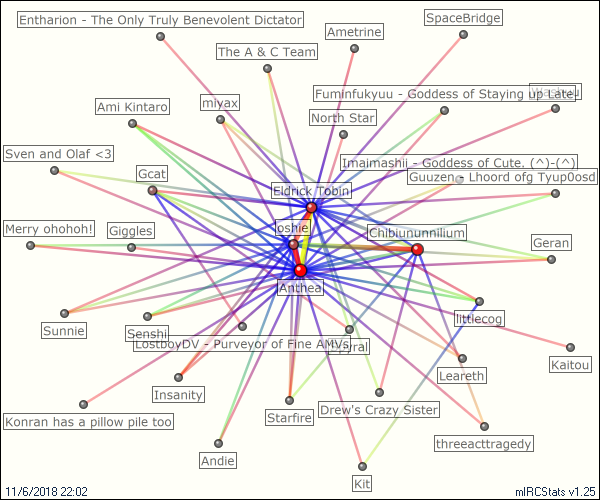 Entharion - The Only Truly Benevolent Dictator
SpaceBridge
Ametrine
The A & C Team
Fuminfukyuu - Goddess of Staying up Late
Ami Kintaro
miyax
North Star
Sven and Olaf <3
Imaimashii - Goddess of Cute. (^)-(^)
Gcat
Guuzen - Lhoord ofg Tyup0osd
Eldrick Tobin
Merry ohohoh!
Giggles
oshie
Chibiununnilium
Geran
Anthea
Sunnie
Senshi
littlecog
LostboyDV - Purveyor of Fine AMVs
Kaitou
Leareth
Insanity
Konran has a pillow pile too
Starfire
Drew's Crazy Sister
threeacttragedy
Andie
Kit
11/6/2018 22:02
mIRCStats v1.25